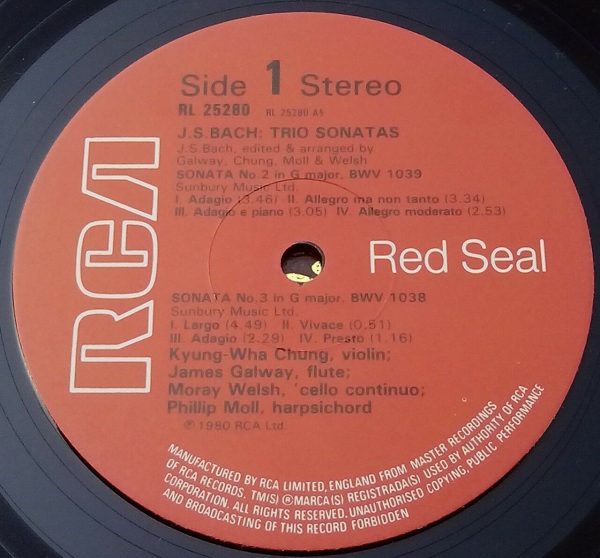 Side 1 Stereo
RL 25280 RL 25280 AS
J.S.BACH: TRIO SONATAS
J.S.Bach, edited & arranged by
Galway, Chung, Moll & Welsh
SONATA No.2 in G major, BWV 1039
Sunbury Music Ltd.
I. Adagio (3.46) II. Allegro ma non tanto (3.34)
III. Adagio e piano (3.05) IV. Allegro moderato (2.53)
RCA
Red Seal
SONATA No.3 in G major, BWV 1038
Sunbury Music Ltd.
I. Largo (4.49) II. Vivace (0.51)
III. Adagio (2.29) IV. Presto (1.16)
Kyung-Wha Chung, violin;
James Galway, flute;
Moray Welsh, 'cello continuo;
Phillip Moll, harpsichord
℗ 1980 RCA Ltd.
MANUFACTURED BY RCA LIMITED, ENGLAND FROM MASTER RECORDINGS
OF RCA RECORDS, TM(S) ® MARCA(S) REGISTRADA(S) USED BY AUTHORITY OF RCA
CORPORATION. ALL RIGHTS RESERVED. UNAUTHORISED COPYING, PUBLIC PERFORMANCE
AND BROADCASTING OF THIS RECORD FORBIDDEN